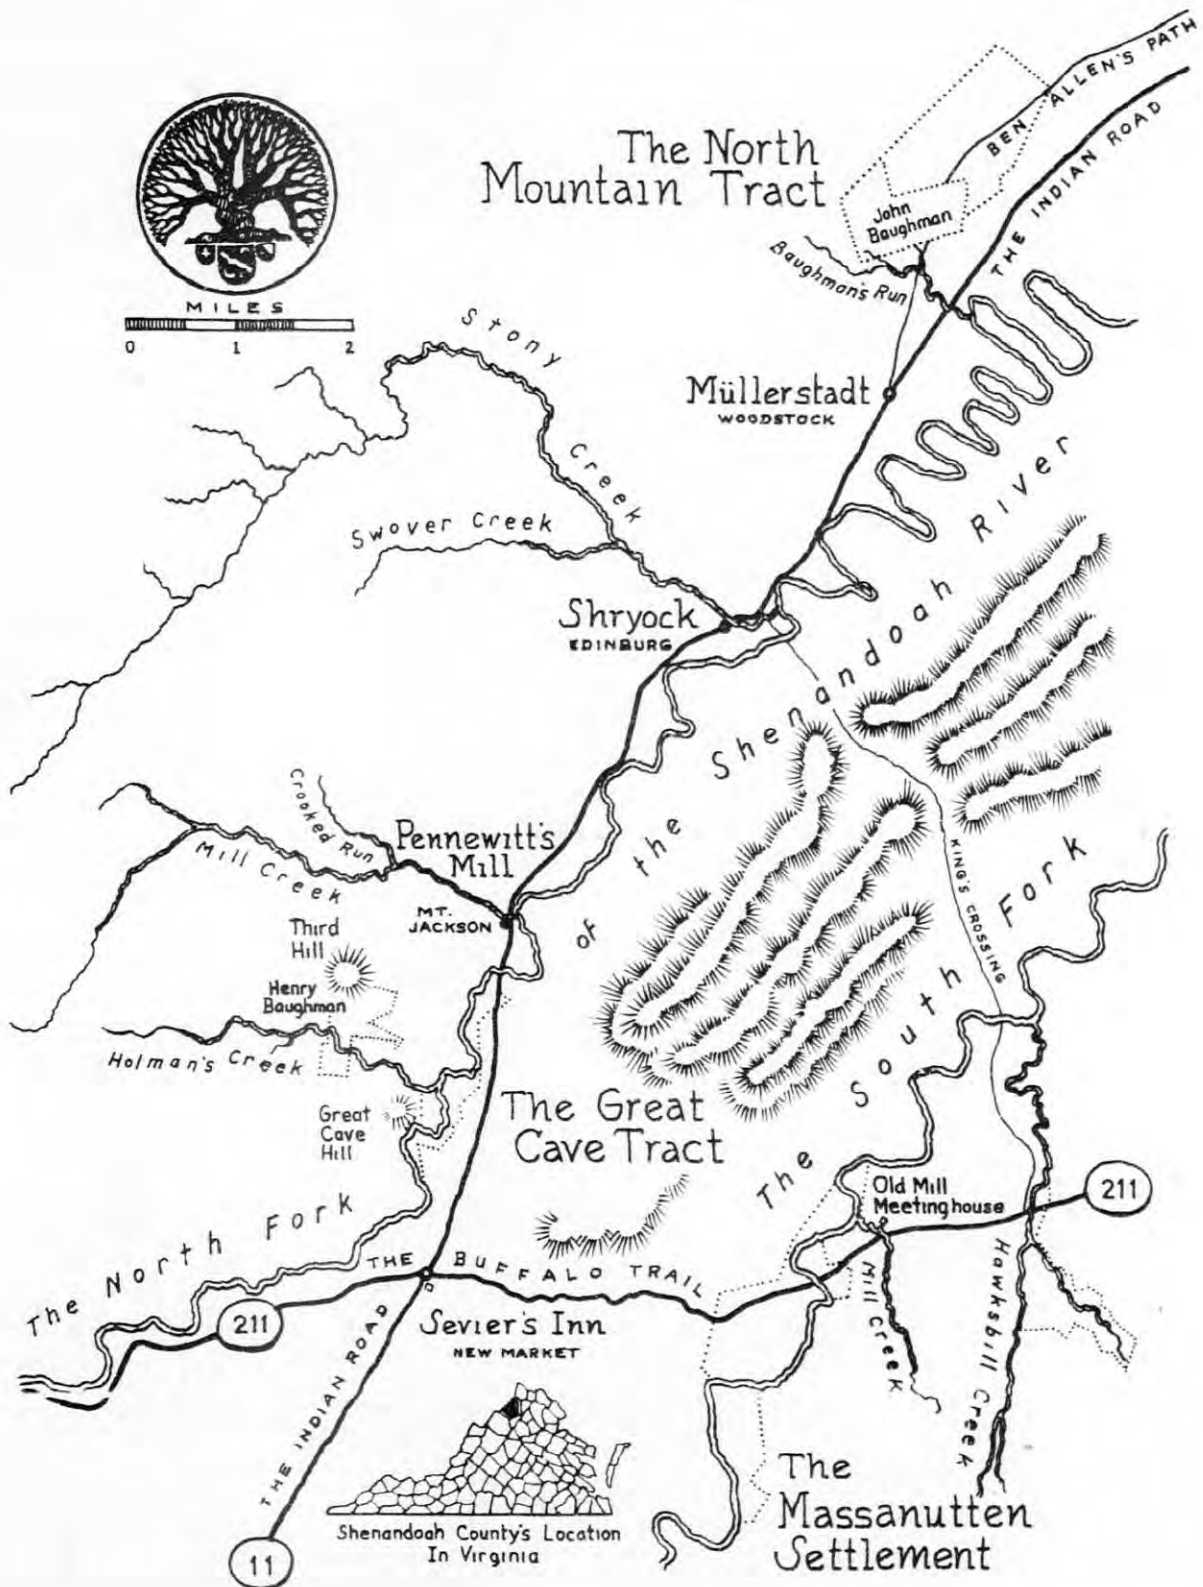 The North
Mountain Tract
BEN ALLEN'S PATH
THE INDIAN ROAD
John
Baughman
Baughman's Run
MILES
0 1 2
Stony Creek
Müllerstadt
WOODSTOCK
Swover Creek
Shryock
EDINBURG
Crooked Run
Pennewitt's
Mill
Mill Creek
MT.
JACKSON
Third
Hill
Henry
Baughman
Holman's Creek
Great
Cave
Hill
The Great
Cave Tract
KING'S CROSSING
The North Fork of the Shenandoah River
The South Fork
Old Mill
Meetinghouse
211
THE BUFFALO TRAIL
211
Sevier's Inn
NEW MARKET
Mill Creek
Hawksbill Creek
THE INDIAN ROAD
11
Shenandoah County's Location
In Virginia
The
Massanutten
Settlement